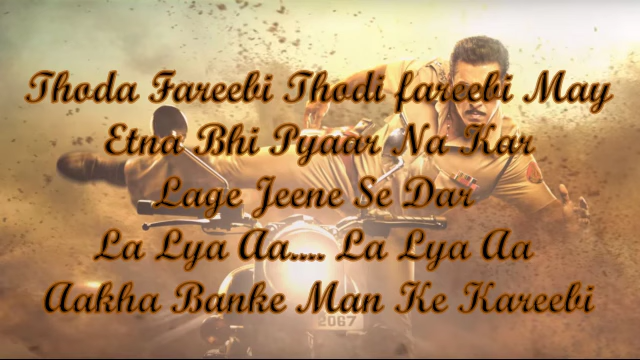 Thoda Fareebi Thodi fareebi May
Etna Bhi Pyaar Na Kar
Lage Jeene Se Dar
La Lya Aa.... La Lya Aa
Aakha Banke Man Ke Kareebi
2067